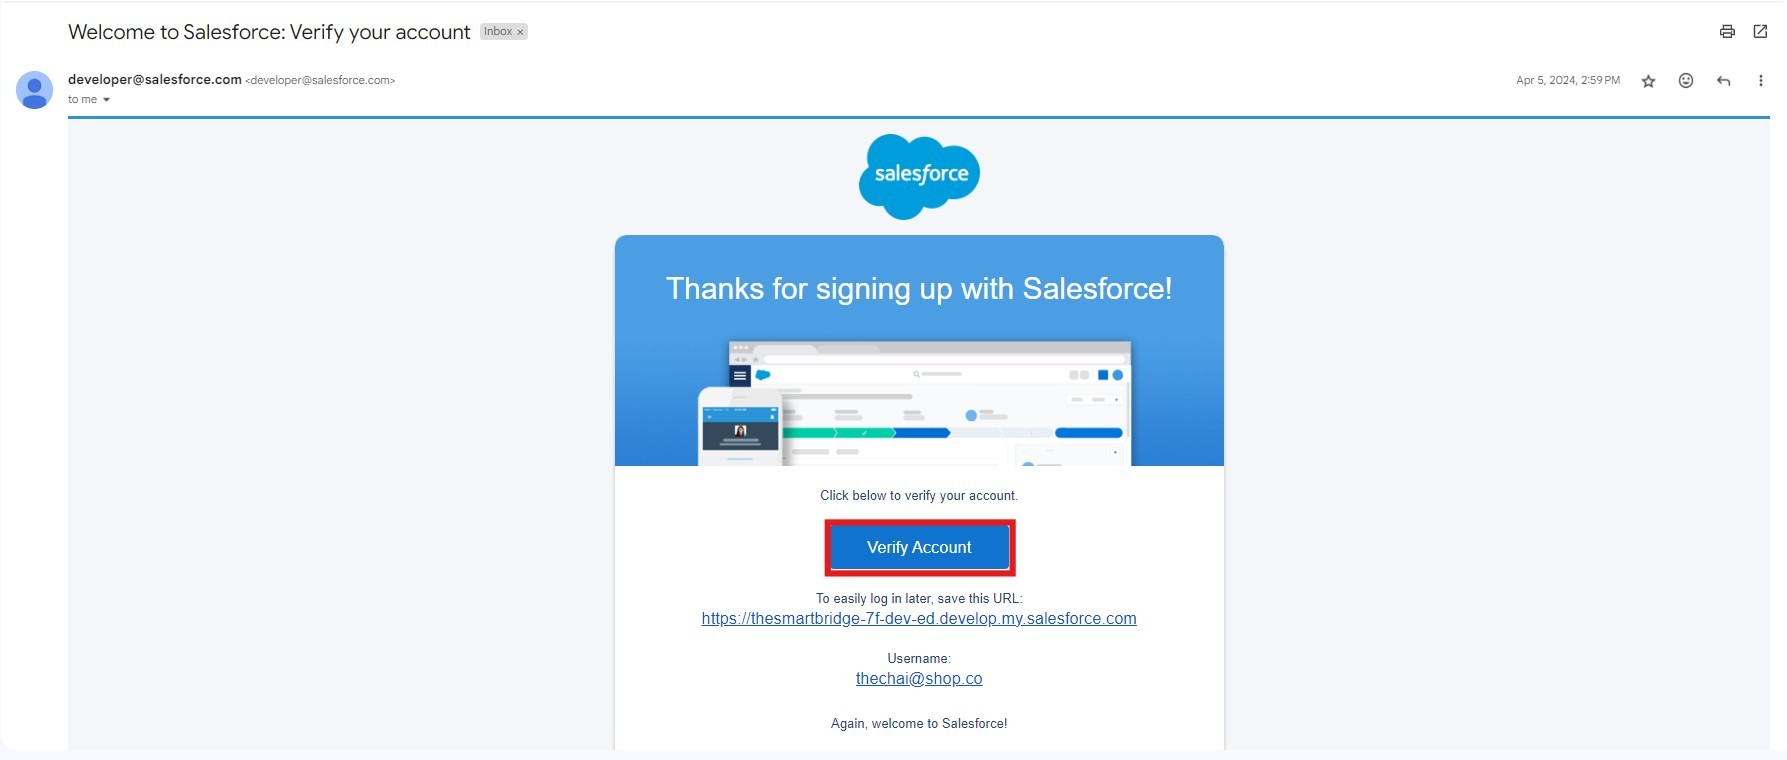 Welcome to Salesforce: Verify your account Inbox ×
developer@salesforce.com <developer@salesforce.com> Apr 5, 2024, 2:59 PM
to me
salesforce
Thanks for signing up with Salesforce!
Click below to verify your account.
Verify Account
To easily log in later, save this URL:
https://thesmartbridge-7f-dev-ed.develop.my.salesforce.com
Username:
thechai@shop.co
Again, welcome to Salesforce!